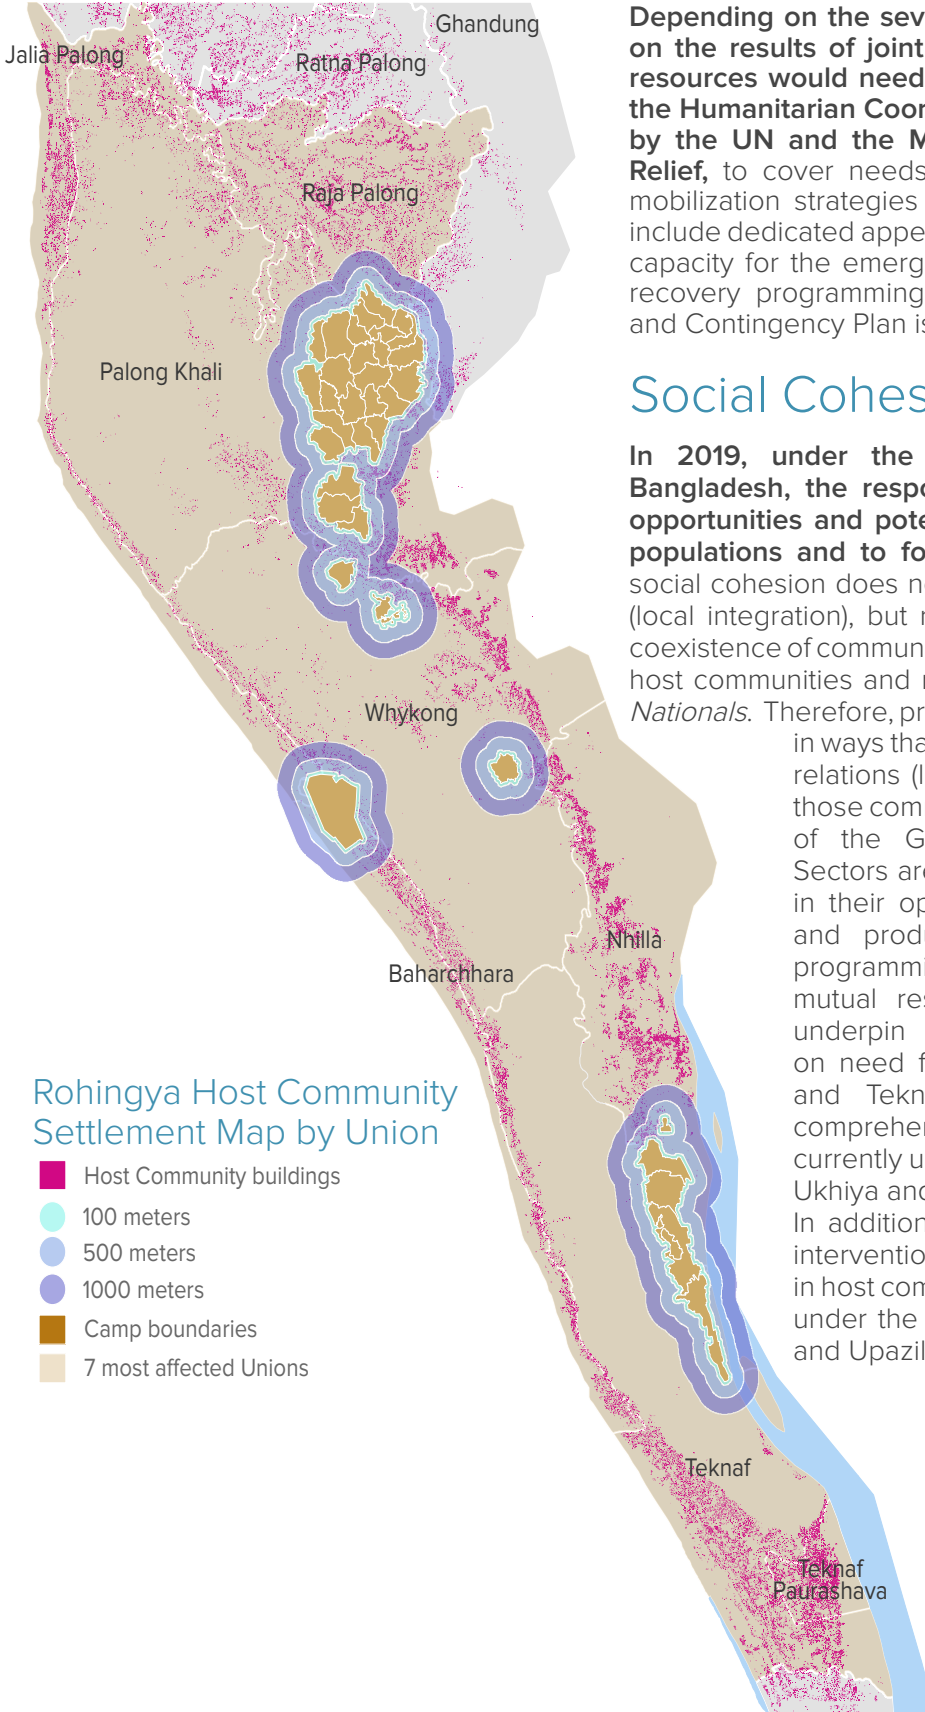 Ghandung
Jalia Palong
Ratna Palong
Raja Palong
Palong Khali
Whykong
Nhilla
Baharchhara
Teknaf
Teknaf
Paurashava
Rohingya Host Community
Settlement Map by Union
Host Community buildings
100 meters
500 meters
1000 meters
Camp boundaries
7 most affected Unions
Depending on the sev
on the results of joint
resources would need
the Humanitarian Coor
by the UN and the M
Relief, to cover needs
mobilization strategies
include dedicated appe
capacity for the emerg
recovery programming
and Contingency Plan is
Social Cohes
In 2019, under the
Bangladesh, the respo
opportunities and pote
populations and to fo
social cohesion does n
(local integration), but
coexistence of commun
host communities and
Nationals. Therefore, pr
in ways tha
relations (l
those com
of the G
Sectors are
in their op
and produ
programmi
mutual res
underpin
on need f
and Tekn
comprehen
currently u
Ukhiya and
In addition
interventio
in host com
under the
and Upazil